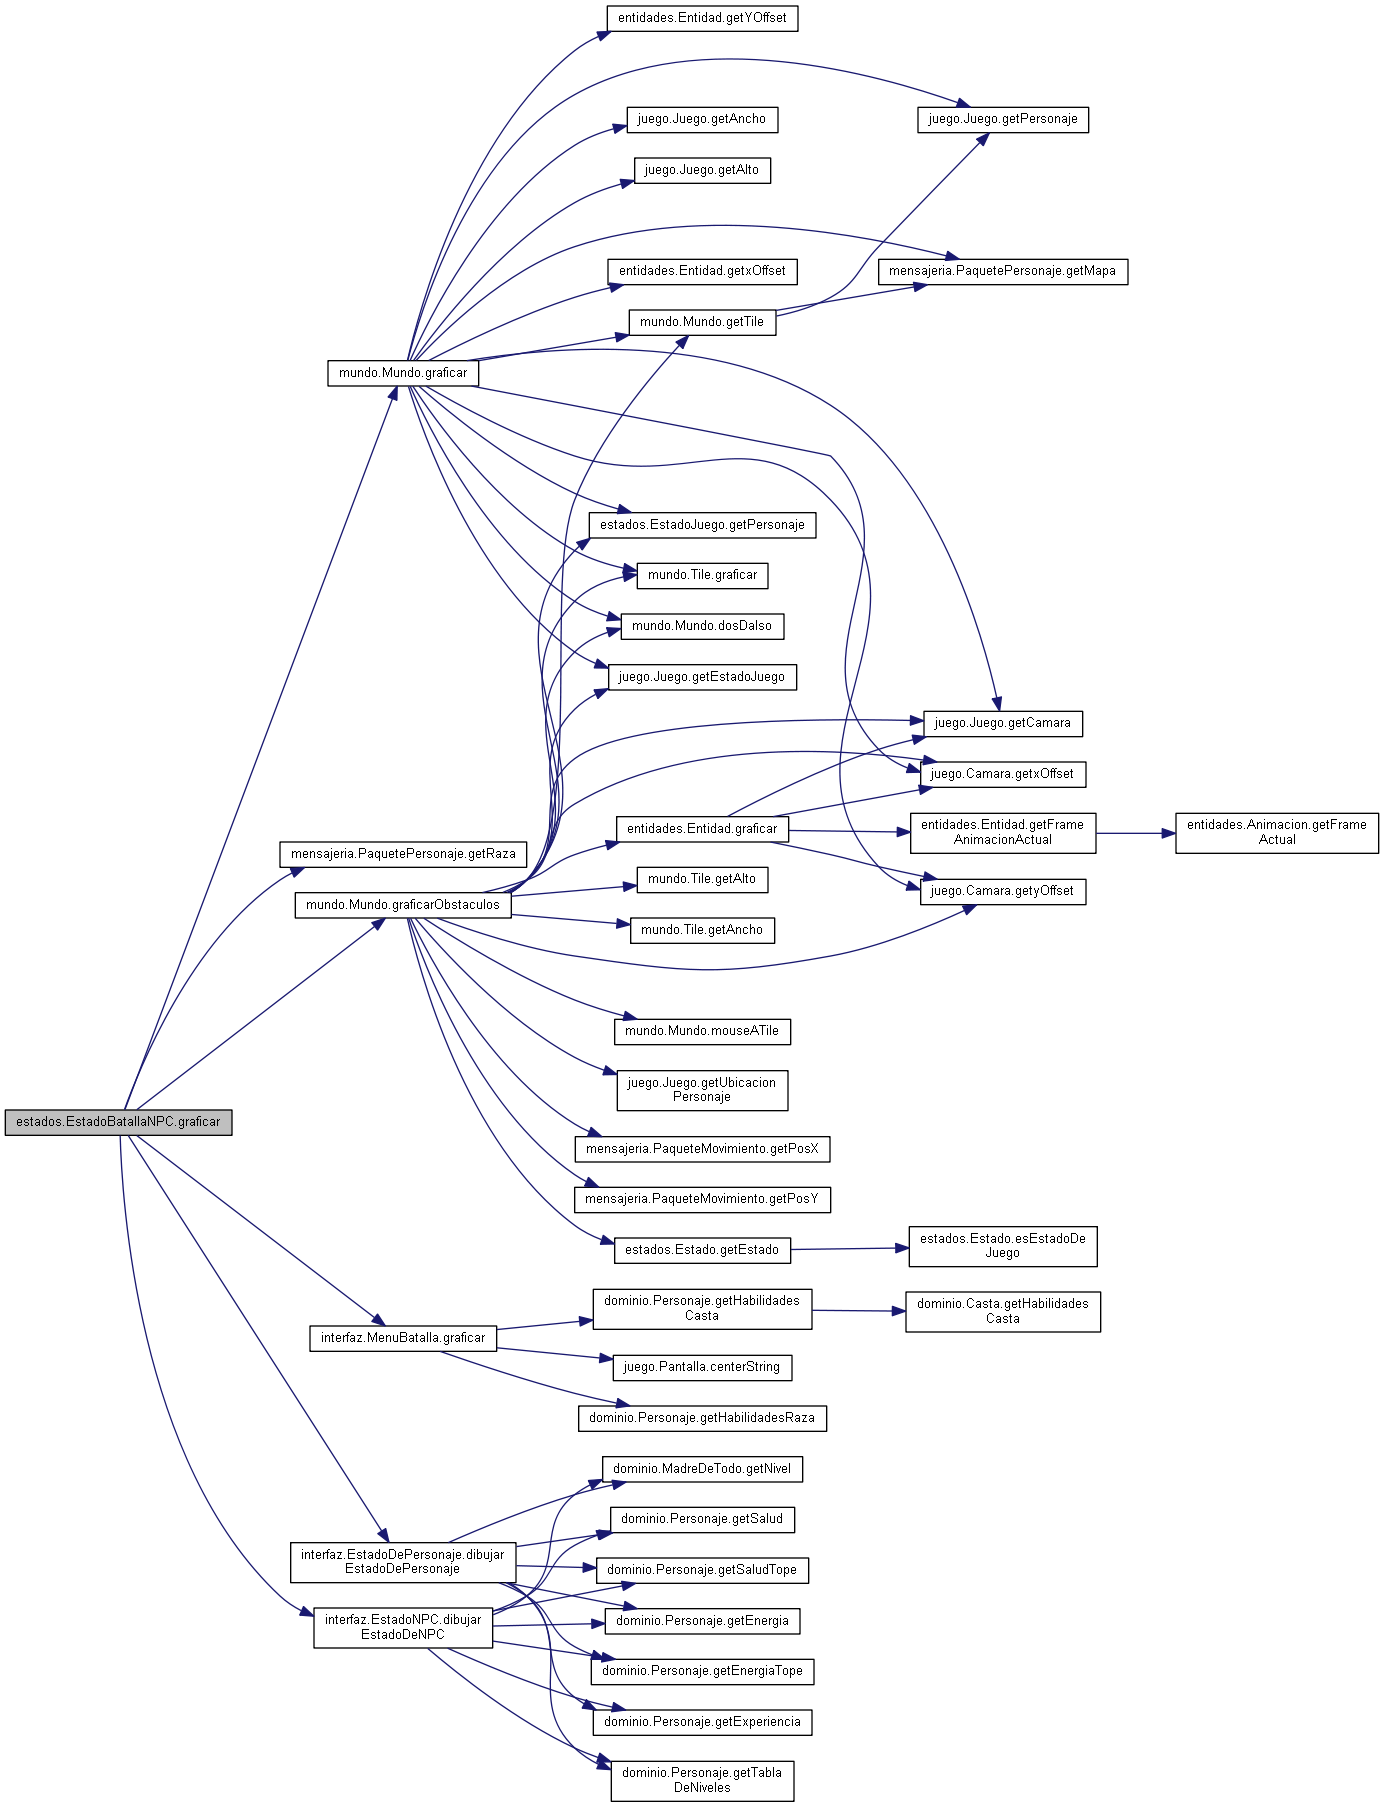 entidades.Entidad.getYOffset
juego.Juego.getAncho
juego.Juego.getPersonaje
juego.Juego.getAlto
entidades.Entidad.getxOffset
mensajeria.PaquetePersonaje.getMapa
mundo.Mundo.getTile
mundo.Mundo.graficar
estados.EstadoJuego.getPersonaje
mundo.Tile.graficar
mundo.Mundo.dosDaIso
juego.Juego.getEstadoJuego
juego.Juego.getCamara
juego.Camara.getxOffset
entidades.Entidad.graficar
entidades.Entidad.getFrame
AnimacionActual
entidades.Animacion.getFrame
Actual
mensajeria.PaquetePersonaje.getRaza
mundo.Tile.getAlto
juego.Camara.getyOffset
mundo.Mundo.graficarObstaculos
mundo.Tile.getAncho
mundo.Mundo.mouseATile
juego.Juego.getUbicacion
Personaje
estados.EstadoBatallaNPC.graficar
mensajeria.PaqueteMovimiento.getPosX
mensajeria.PaqueteMovimiento.getPosY
estados.Estado.getEstado
estados.Estado.esEstadoDe
Juego
dominio.Personaje.getHabilidades
Casta
dominio.Casta.getHabilidades
Casta
interfaz.MenuBatalla.graficar
juego.Pantalla.centerString
dominio.Personaje.getHabilidadesRaza
dominio.MadreDeTodo.getNivel
dominio.Personaje.getSalud
interfaz.EstadoDePersonaje.dibujar
EstadoDePersonaje
dominio.Personaje.getSaludTope
interfaz.EstadoNPC.dibujar
EstadoDeNPC
dominio.Personaje.getEnergia
dominio.Personaje.getEnergiaTope
dominio.Personaje.getExperiencia
dominio.Personaje.getTabla
DeNiveles